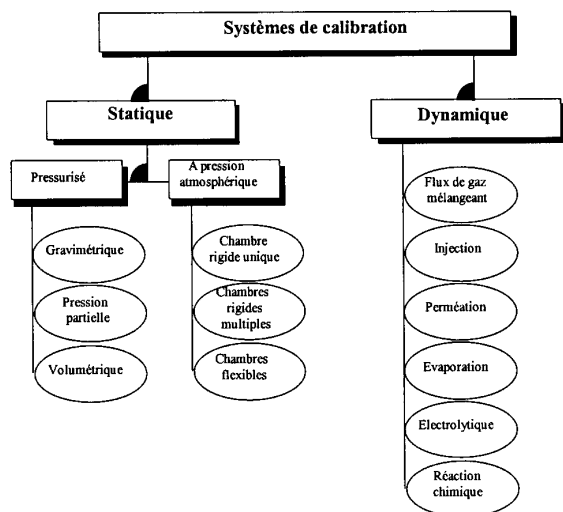 Systèmes de calibration
Statique
Dynamique
Pressurisé
A pression
atmosphérique
Gravimétrique
Pression
partielle
Volumétrique
Chambre
rigide unique
Chambres
rigides
multiples
Chambres
flexibles
Flux de gaz
mélangeant
Injection
Perméation
Evaporation
Electrolytique
Réaction
chimique